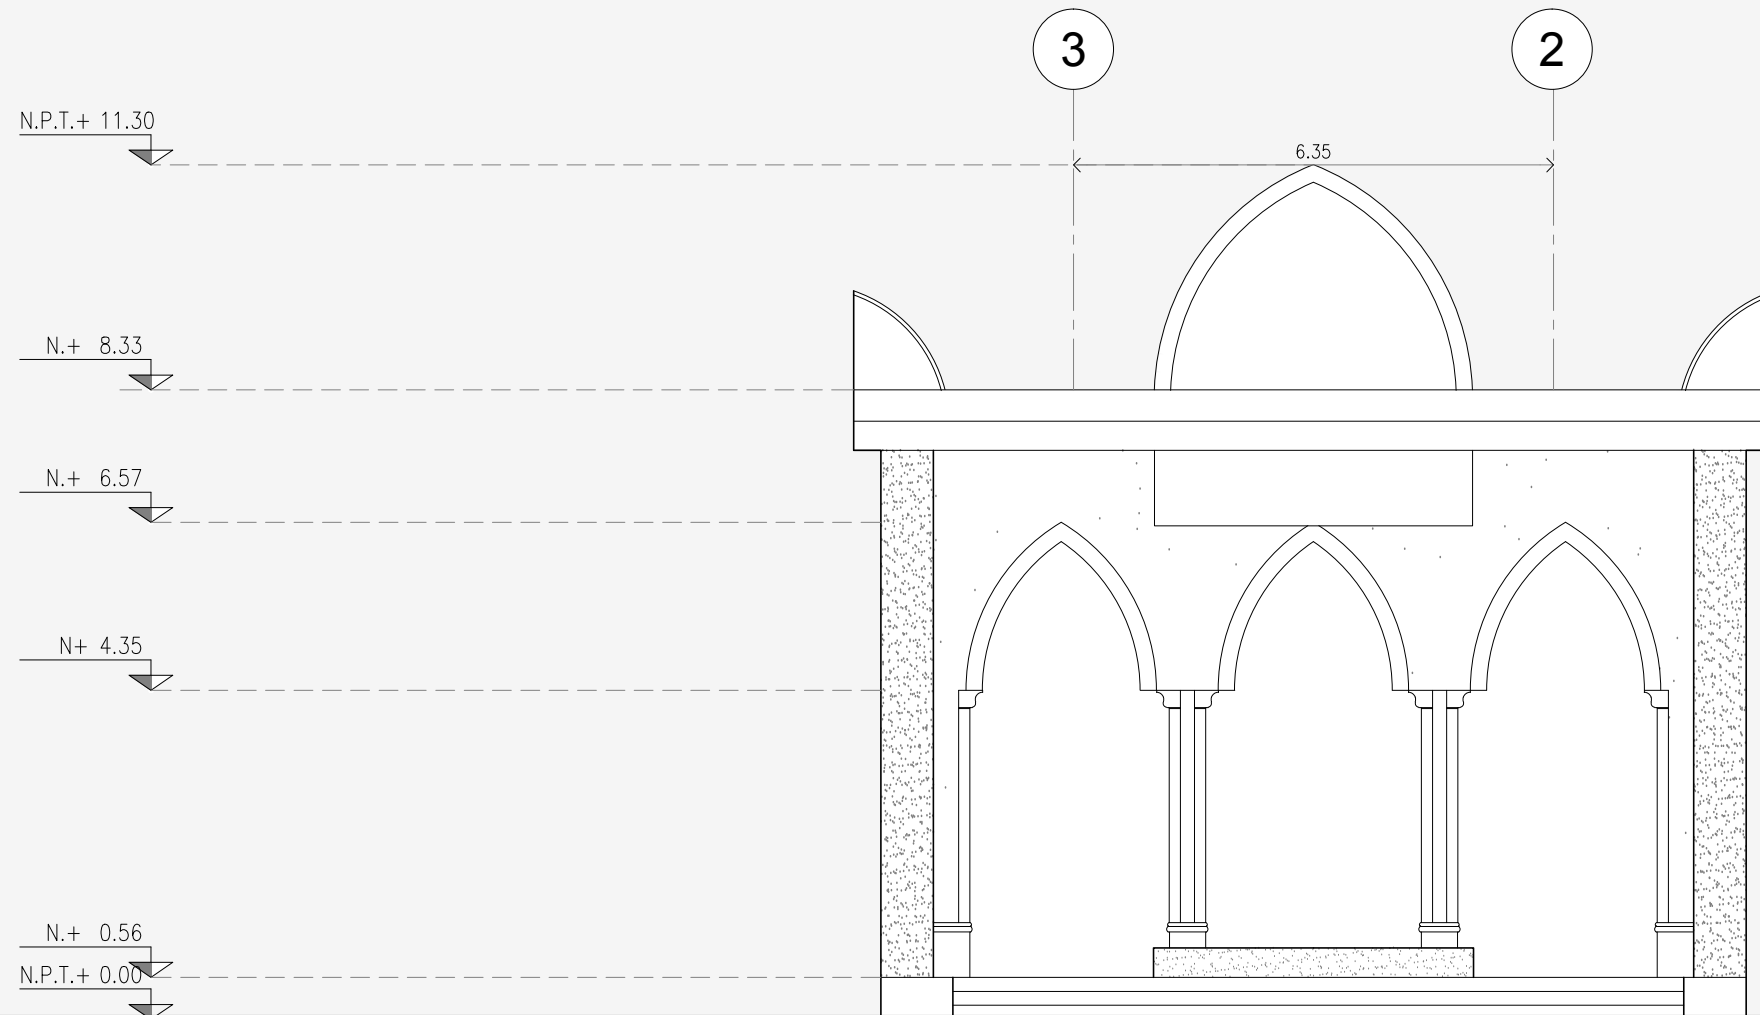 3
2
N.P.T.+ 11.30
6.35
N.+ 8.33
N.+ 6.57
N+ 4.35
N.+ 0.56
N.P.T.+ 0.00